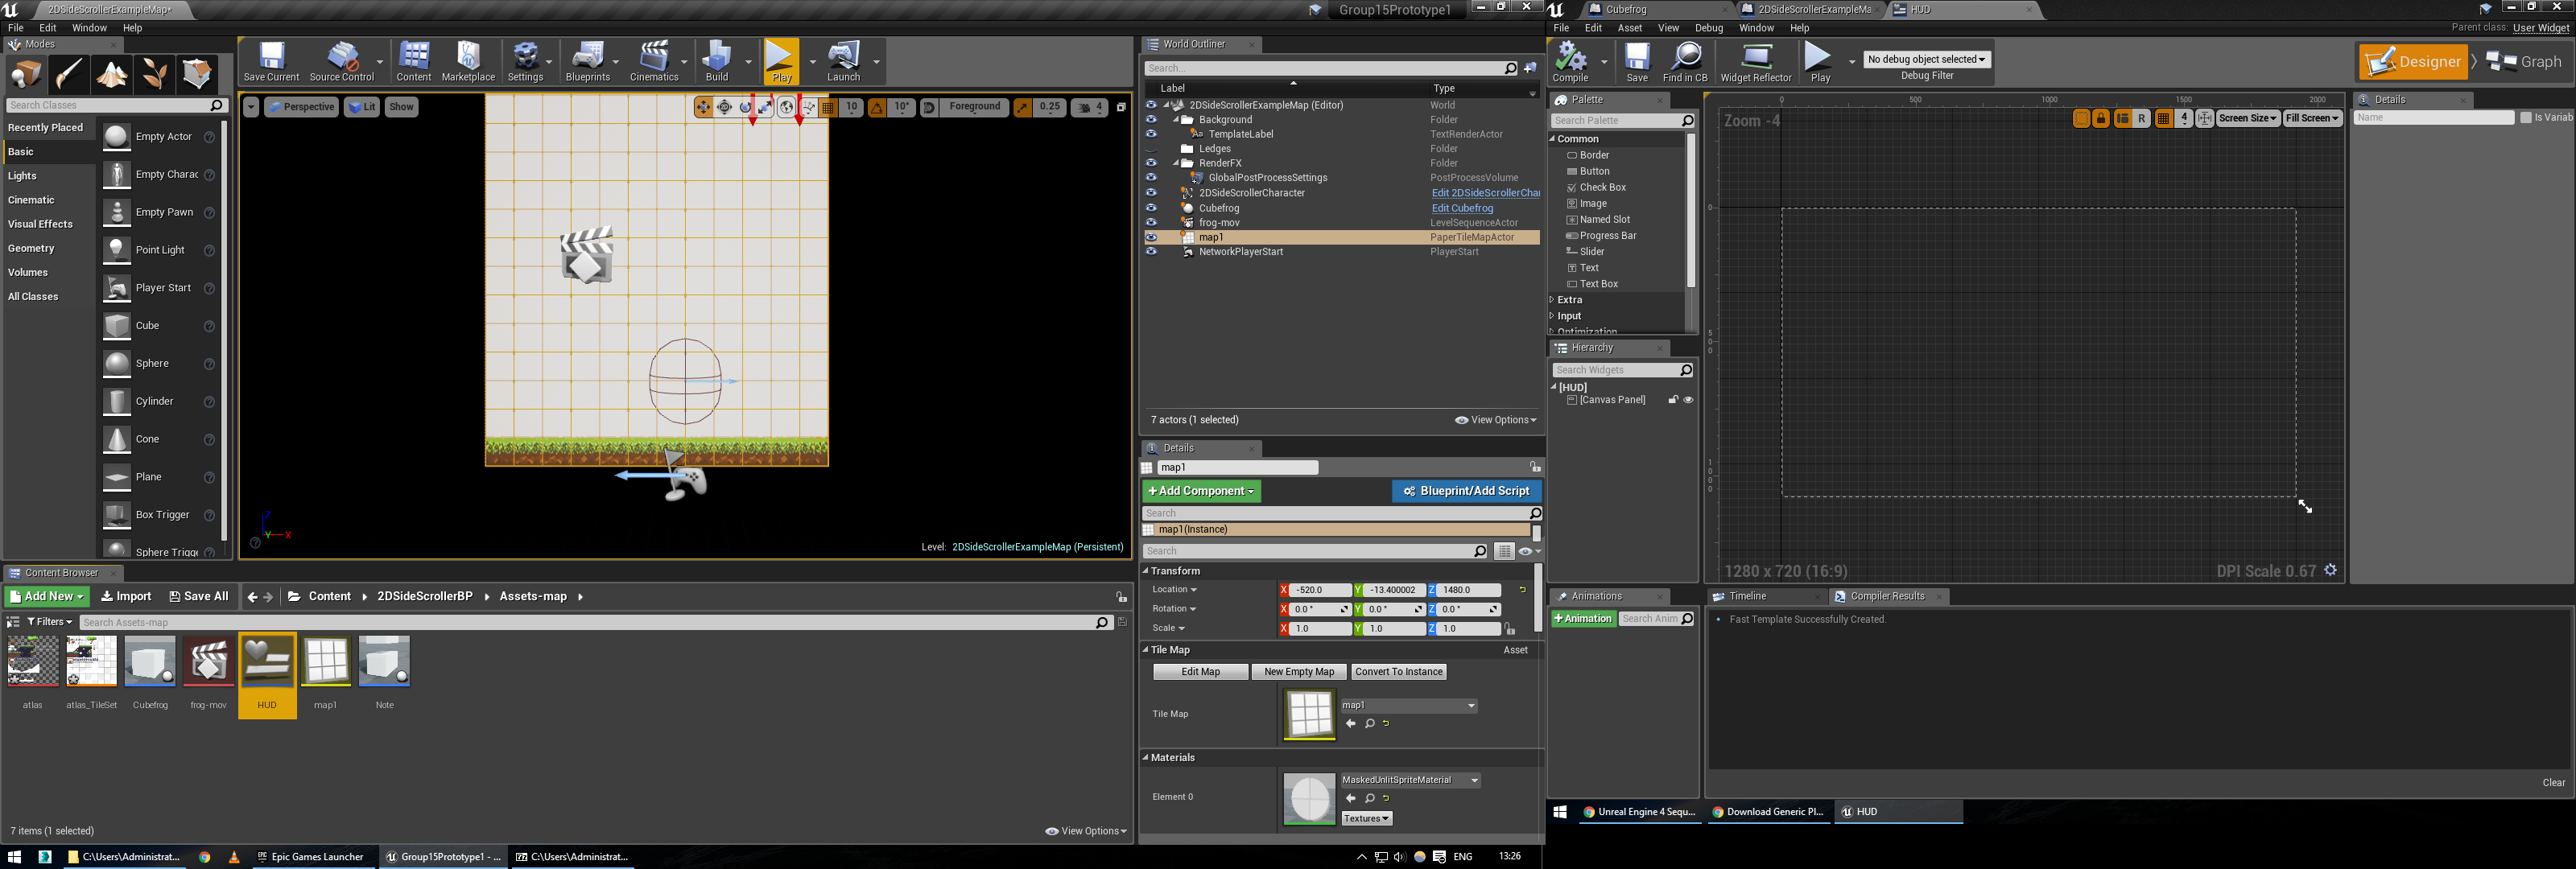 2DSideScrollerExampleMap*
Group15Prototype1
File Edit Window Help
Modes
Search Classes
Recently Placed
Basic
Lights
Cinematic
Visual Effects
Geometry
Volumes
All Classes
Empty Actor
Empty Charac
Empty Pawn
Point Light
Player Start
Cube
Sphere
Cylinder
Cone
Plane
Box Trigger
Sphere Trigge
Save Current
Source Control
Content
Marketplace
Settings
Blueprints
Cinematics
Build
Play
Launch
Perspective Lit Show
10 10° Foreground 0.25 4
Z
Y X
Level: 2DSideScrollerExampleMap (Persistent)
World Outliner
Search...
Label Type
2DSideScrollerExampleMap (Editor) World
Background Folder
TemplateLabel TextRenderActor
Ledges Folder
RenderFX Folder
GlobalPostProcessSettings PostProcessVolume
2DSideScrollerCharacter Edit 2DSideScrollerChar
Cubefrog Edit Cubefrog
frog-mov LevelSequenceActor
map1 PaperTileMapActor
NetworkPlayerStart PlayerStart
7 actors (1 selected) View Options
Details
map1
+Add Component Blueprint/Add Script
Search
map1(Instance)
Search
Transform
Location X -520.0 Y -13.400002 Z 1480.0
Rotation X 0.0 ° Y 0.0 ° Z 0.0 °
Scale X 1.0 Y 1.0 Z 1.0
Tile Map Asset
Edit Map New Empty Map Convert To Instance
Tile Map map1
Materials
Element 0 MaskedUnlitSpriteMaterial
Textures
Content Browser
Add New Import Save All Content 2DSideScrollerBP Assets-map
Filters Search Assets-map
atlas atlas_TileSet Cubefrog frog-mov HUD map1 Note
7 items (1 selected) View Options
C:\Users\Administrat... Epic Games Launcher Group15Prototype1 - ... C:\Users\Administrat... ENG 13:26
Cubefrog 2DSideScrollerExampleMa HUD
File Edit Asset View Debug Window Help
Parent class: User Widget
Compile Save Find in CB Widget Reflector Play
No debug object selected
Debug Filter
Designer Graph
Palette
Search Palette
Common
Border
Button
Check Box
Image
Named Slot
Progress Bar
Slider
Text
Text Box
Extra
Input
Optimization
Hierarchy
Search Widgets
[HUD]
[Canvas Panel]
0 500 1000 1500 2000
Zoom -4
R 4 Screen Size Fill Screen
0
5
0
0
1
0
0
0
1280 x 720 (16:9) DPI Scale 0.67
Details
Name Is Variab
Animations
+Animation Search Anim
Timeline Compiler Results
Fast Template Successfully Created.
Clear
Unreal Engine 4 Sequ... Download Generic Pl... HUD